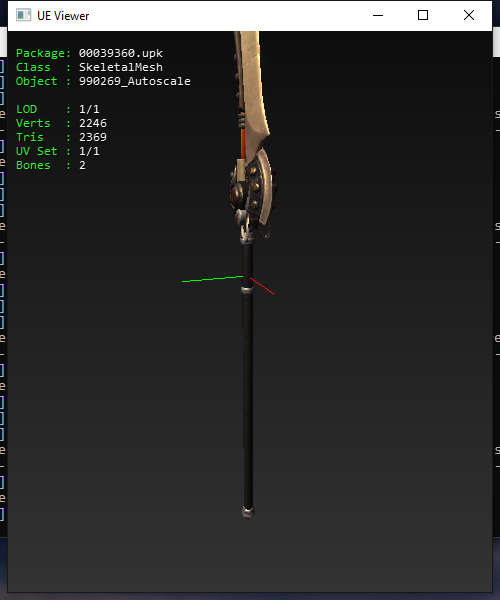 UE Viewer
Package: 00039360.upk
Class  : SkeletalMesh
Object : 990269_Autoscale
LOD    : 1/1
Verts  : 2246
Tris   : 2369
UV Set : 1/1
Bones  : 2